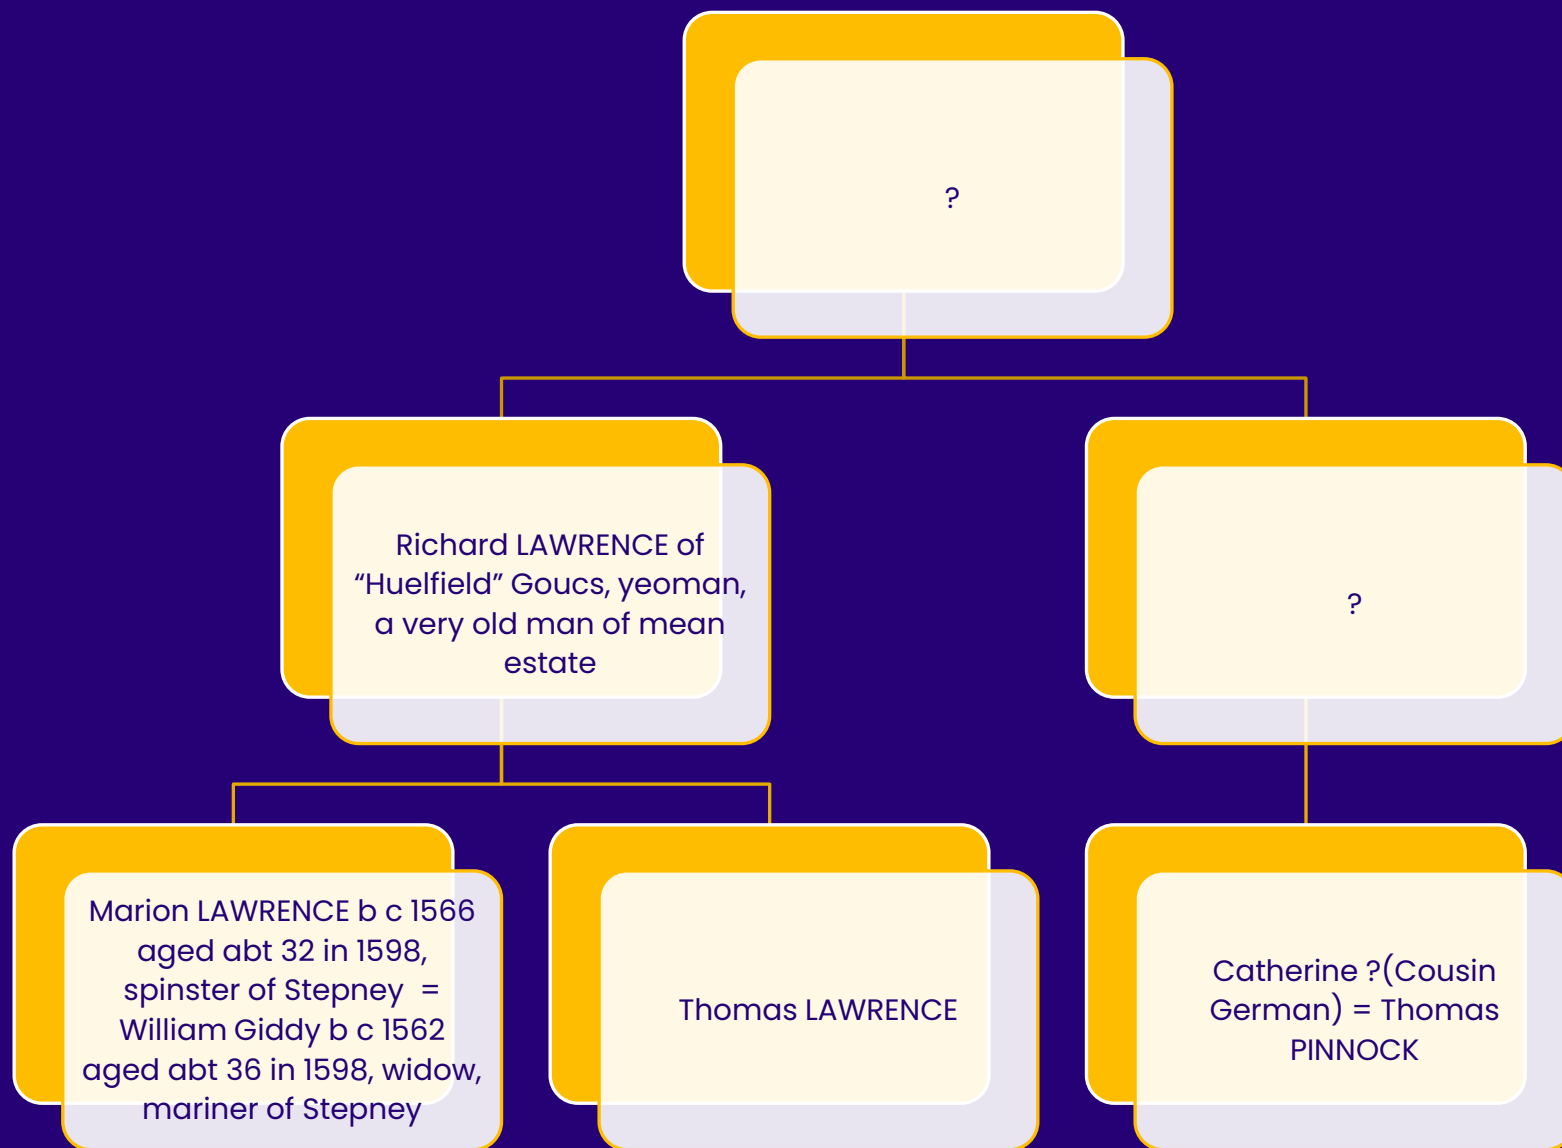 ?
Richard LAWRENCE of
“Huelfield” Goucs, yeoman,
a very old man of mean
estate
?
Marion LAWRENCE b c 1566
aged abt 32 in 1598,
spinster of Stepney =
William Giddy b c 1562
aged abt 36 in 1598, widow,
mariner of Stepney
Thomas LAWRENCE
Catherine ?(Cousin
German) = Thomas
PINNOCK